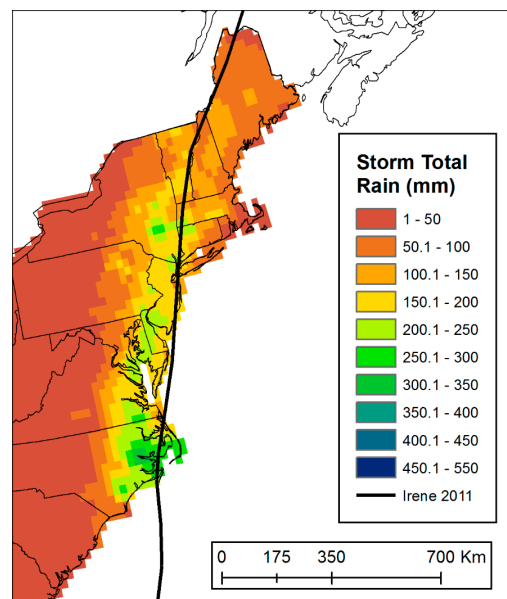 Storm Total
Rain (mm)
1 - 50
50.1 - 100
100.1 - 150
150.1 - 200
200.1 - 250
250.1 - 300
300.1 - 350
350.1 - 400
400.1 - 450
450.1 - 550
Irene 2011
0 175 350 700 Km